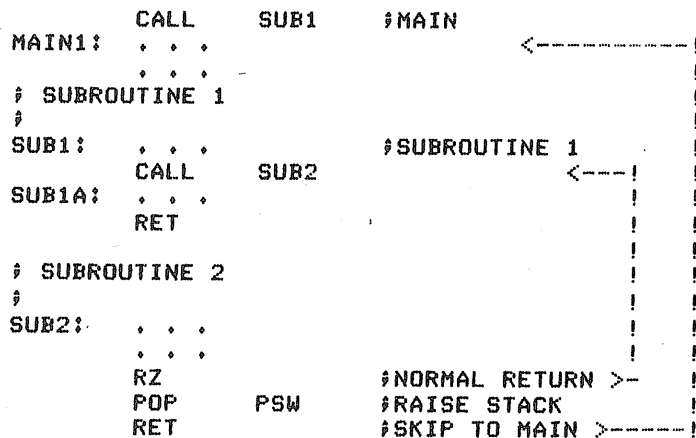 CALL    SUB1    ;MAIN
MAIN1:  . . .                   <--------------!
        . . .                                  !
; SUBROUTINE 1                                 !
;                                              !
SUB1:   . . .           ;SUBROUTINE 1          !
        CALL    SUB2                <---!      !
SUB1A:  . . .                           !      !
        RET                             !      !
; SUBROUTINE 2                          !      !
;                                       !      !
SUB2:   . . .                           !      !
        . . .                           !      !
        RZ              ;NORMAL RETURN >-      !
        POP     PSW     ;RAISE STACK           !
        RET             ;SKIP TO MAIN >-----!